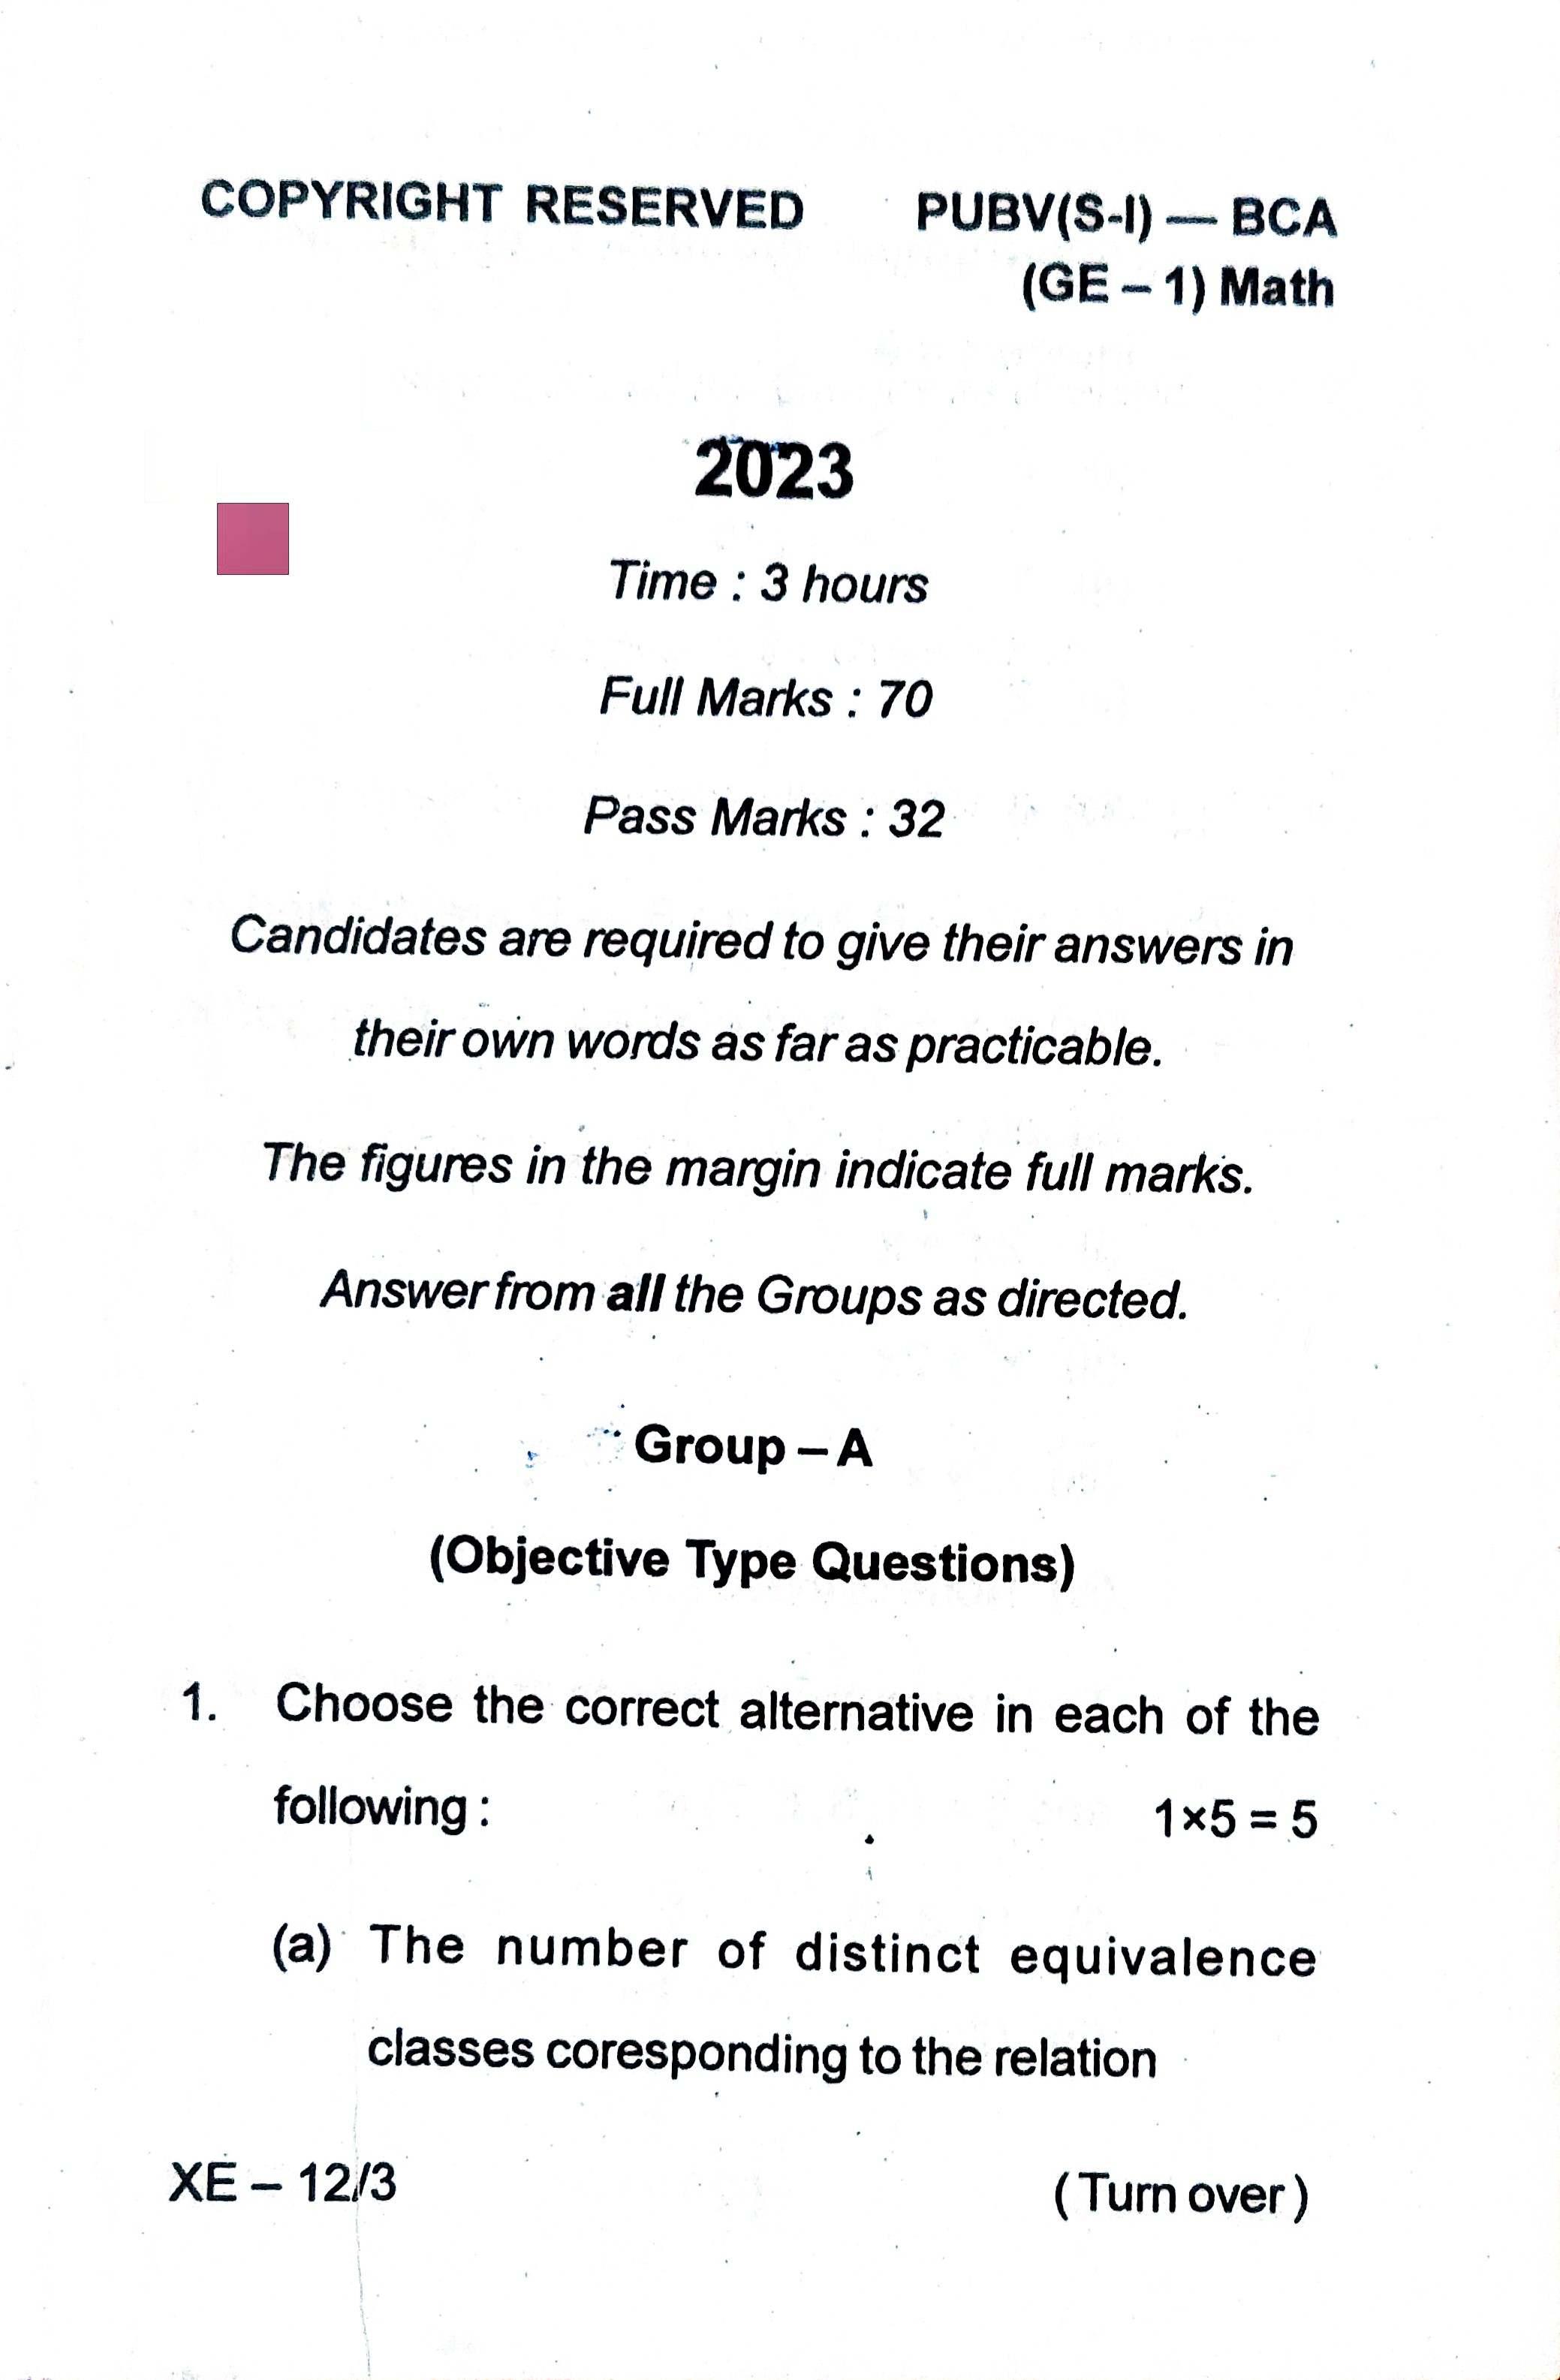 COPYRIGHT RESERVED PUBV(S-I) — BCA
(GE – 1) Math
2023
Time : 3 hours
Full Marks : 70
Pass Marks : 32
Candidates are required to give their answers in
their own words as far as practicable.
The figures in the margin indicate full marks.
Answer from all the Groups as directed.
Group – A
(Objective Type Questions)
1. Choose the correct alternative in each of the
following : 1×5 = 5
(a) The number of distinct equivalence
classes coresponding to the relation
XE – 12/3 (Turn over)